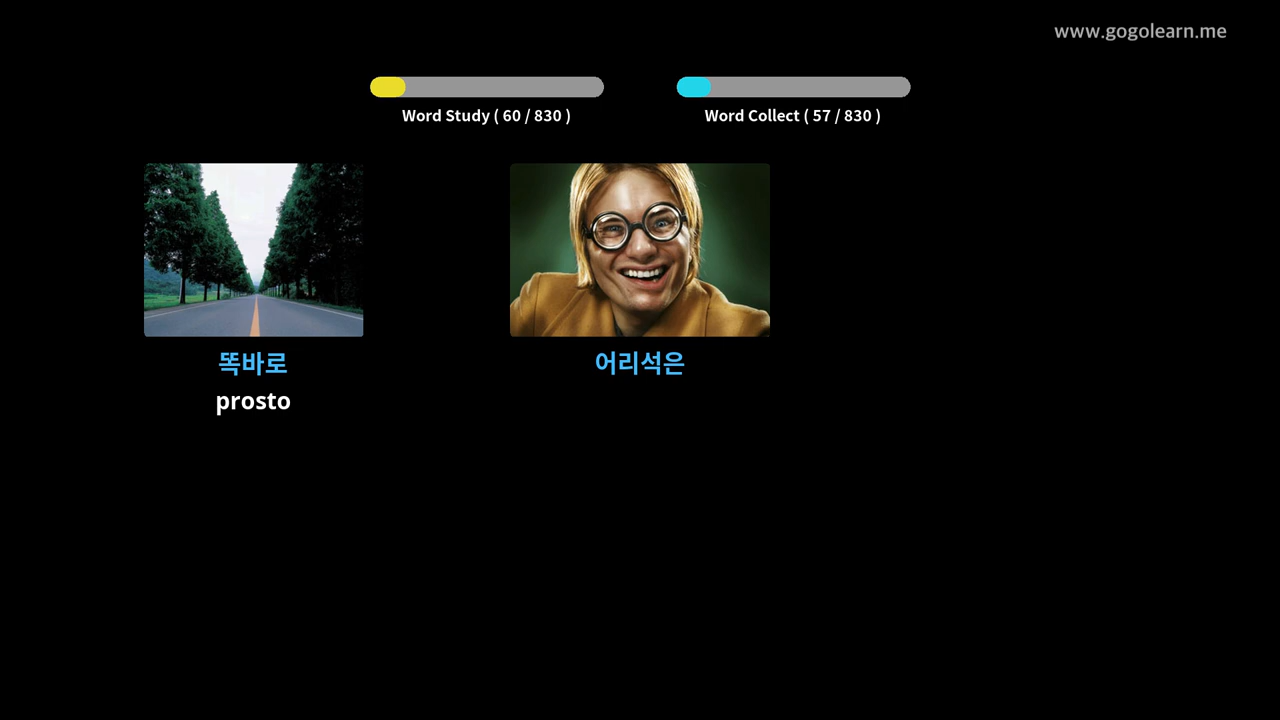 www.gogolearn.me
Word Study ( 60 / 830 )
Word Collect ( 57 / 830 )
똑바로
prosto
어리석은